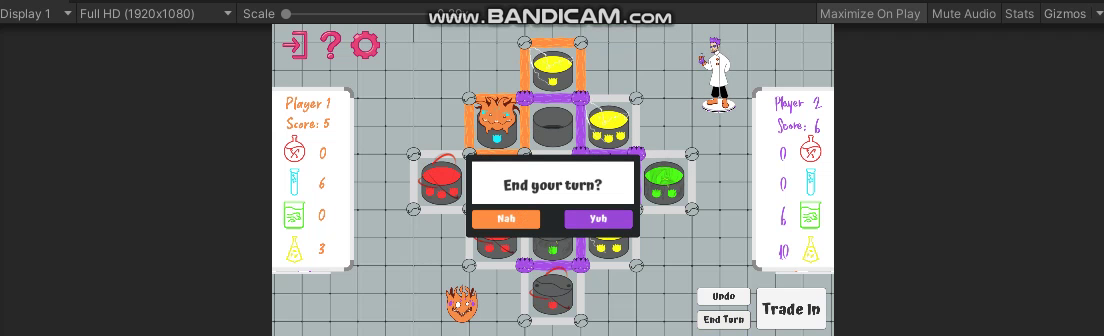 Display 1
Full HD (1920x1080)
Scale
www.BANDICAM.com
Maximize On Play
Mute Audio
Stats
Gizmos
Player 1
Score: 5
0
6
0
3
Player 2
Score: 6
0
0
6
10
End your turn?
Nah
Yuh
Undo
End Turn
Trade In